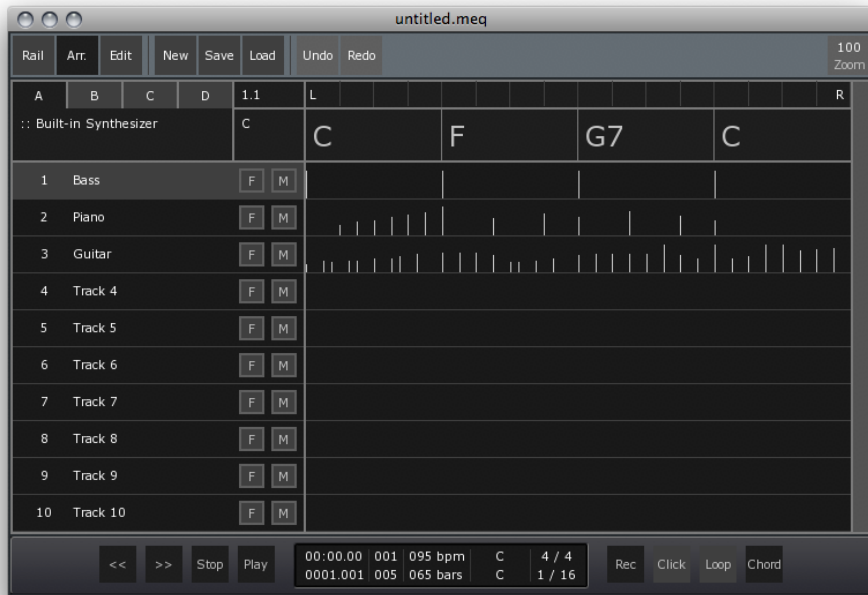 untitled.meq
Rail Arr. Edit New Save Load Undo Redo 100
Zoom
A B C D 1.1 L R
:: Built-in Synthesizer C
C F G7 C
1 Bass F M
2 Piano F M
3 Guitar F M
4 Track 4 F M
5 Track 5 F M
6 Track 6 F M
7 Track 7 F M
8 Track 8 F M
9 Track 9 F M
10 Track 10 F M
<< >> Stop Play 00:00.00 001 095 bpm C 4 / 4 Rec Click Loop Chord
0001.001 005 065 bars C 1 / 16